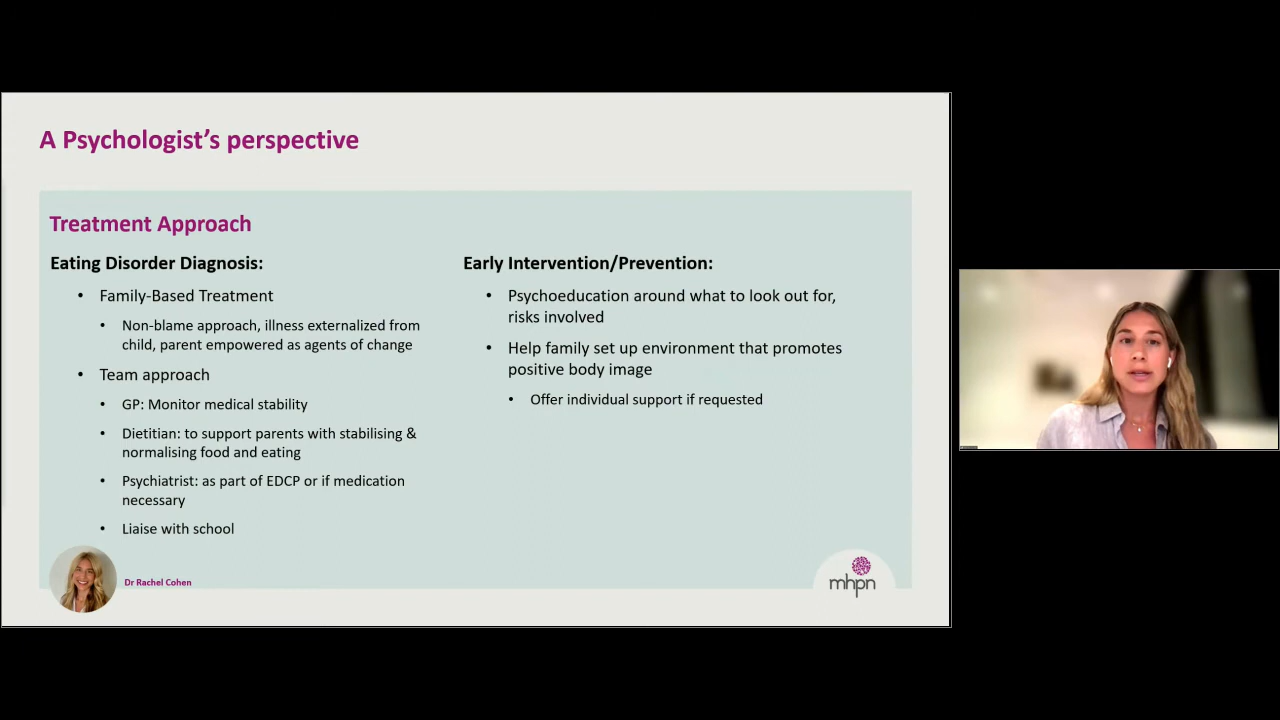 A Psychologist’s perspective
Treatment Approach
Eating Disorder Diagnosis:
• Family-Based Treatment
• Non-blame approach, illness externalized from
child, parent empowered as agents of change
• Team approach
• GP: Monitor medical stability
• Dietitian: to support parents with stabilising &
normalising food and eating
• Psychiatrist: as part of EDCP or if medication
necessary
• Liaise with school
Early Intervention/Prevention:
• Psychoeducation around what to look out for,
risks involved
• Help family set up environment that promotes
positive body image
• Offer individual support if requested
Dr Rachel Cohen
mhpn